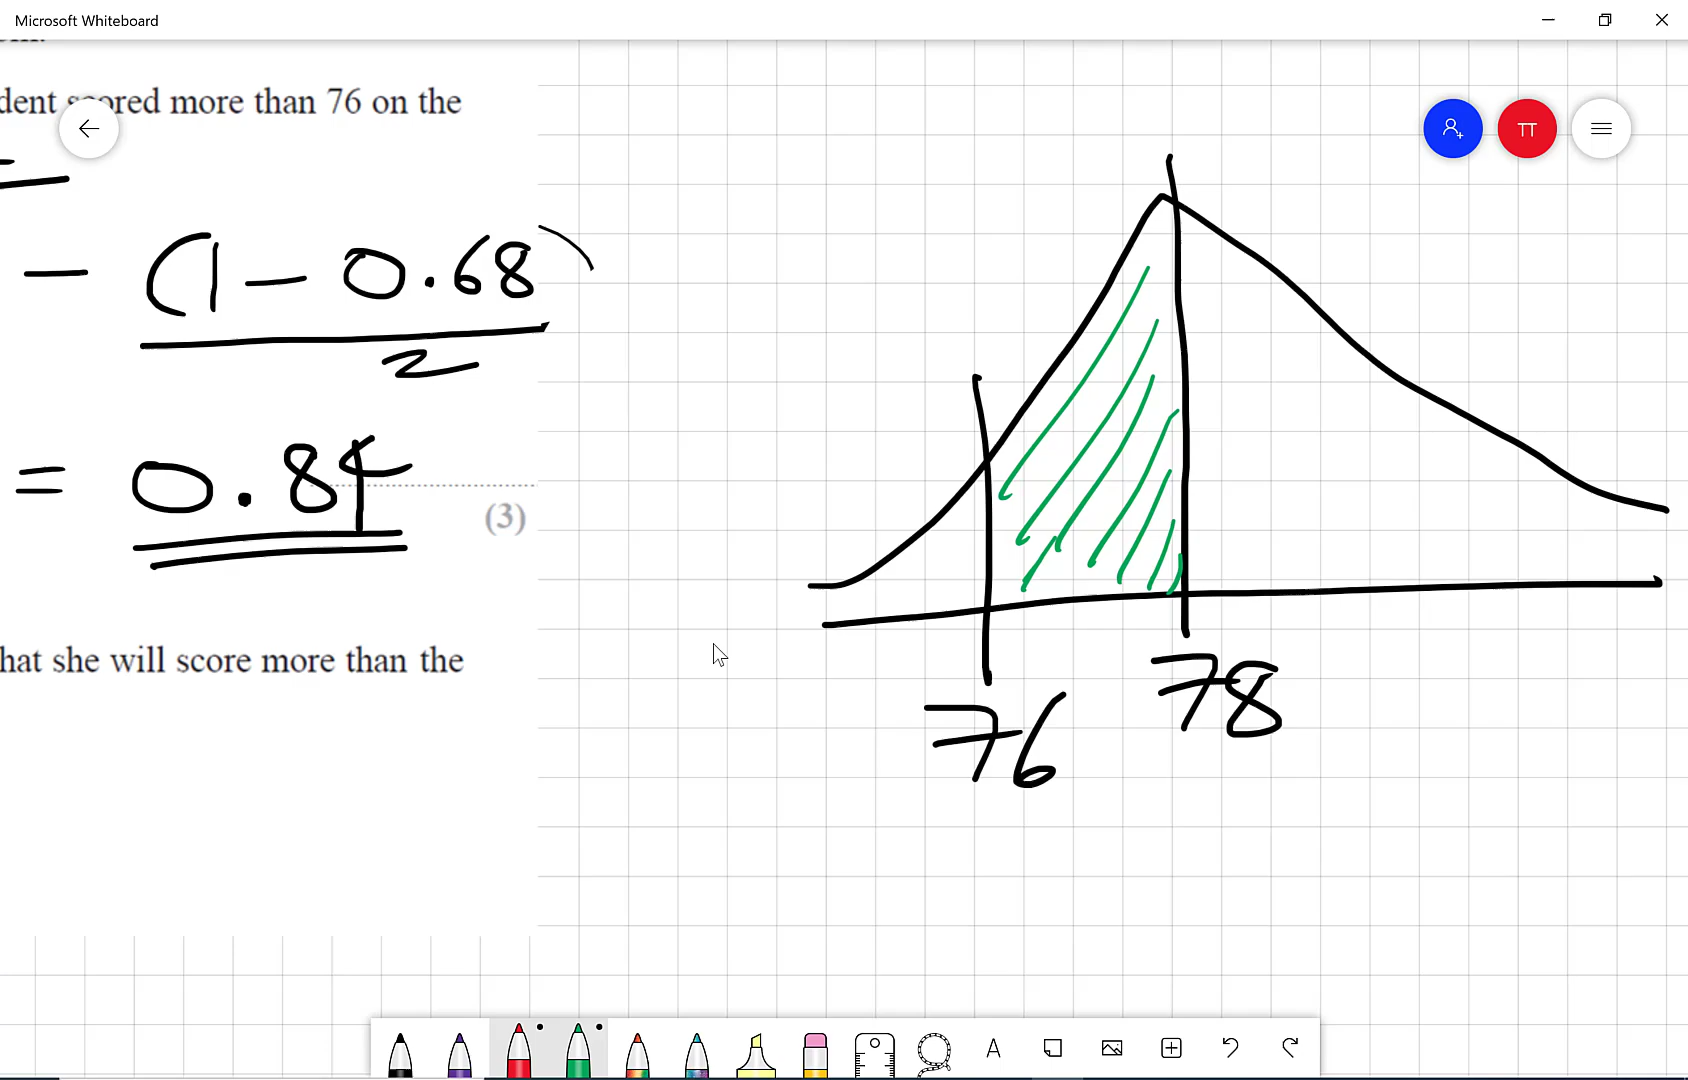 Microsoft Whiteboard
dent scored more than 76 on the
TT
– (1 – 0.68)
2
= 0.84
(3)
hat she will score more than the
76
78
A